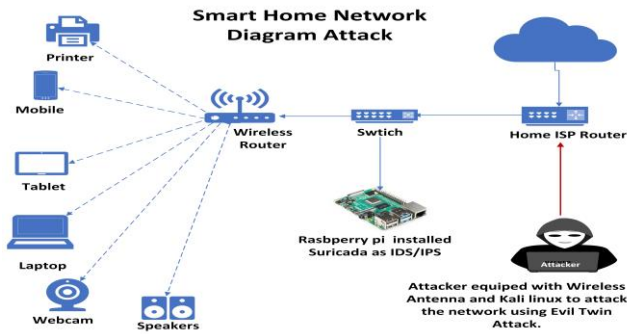 Smart Home Network
Diagram Attack
Printer
Mobile
Tablet
Laptop
Webcam
Speakers
Wireless
Router
Swtich
Home ISP Router
Rasbperry pi installed
Suricada as IDS/IPS
Attacker
Attacker equiped with Wireless
Antenna and Kali linux to attack
the network using Evil Twin
Attack.